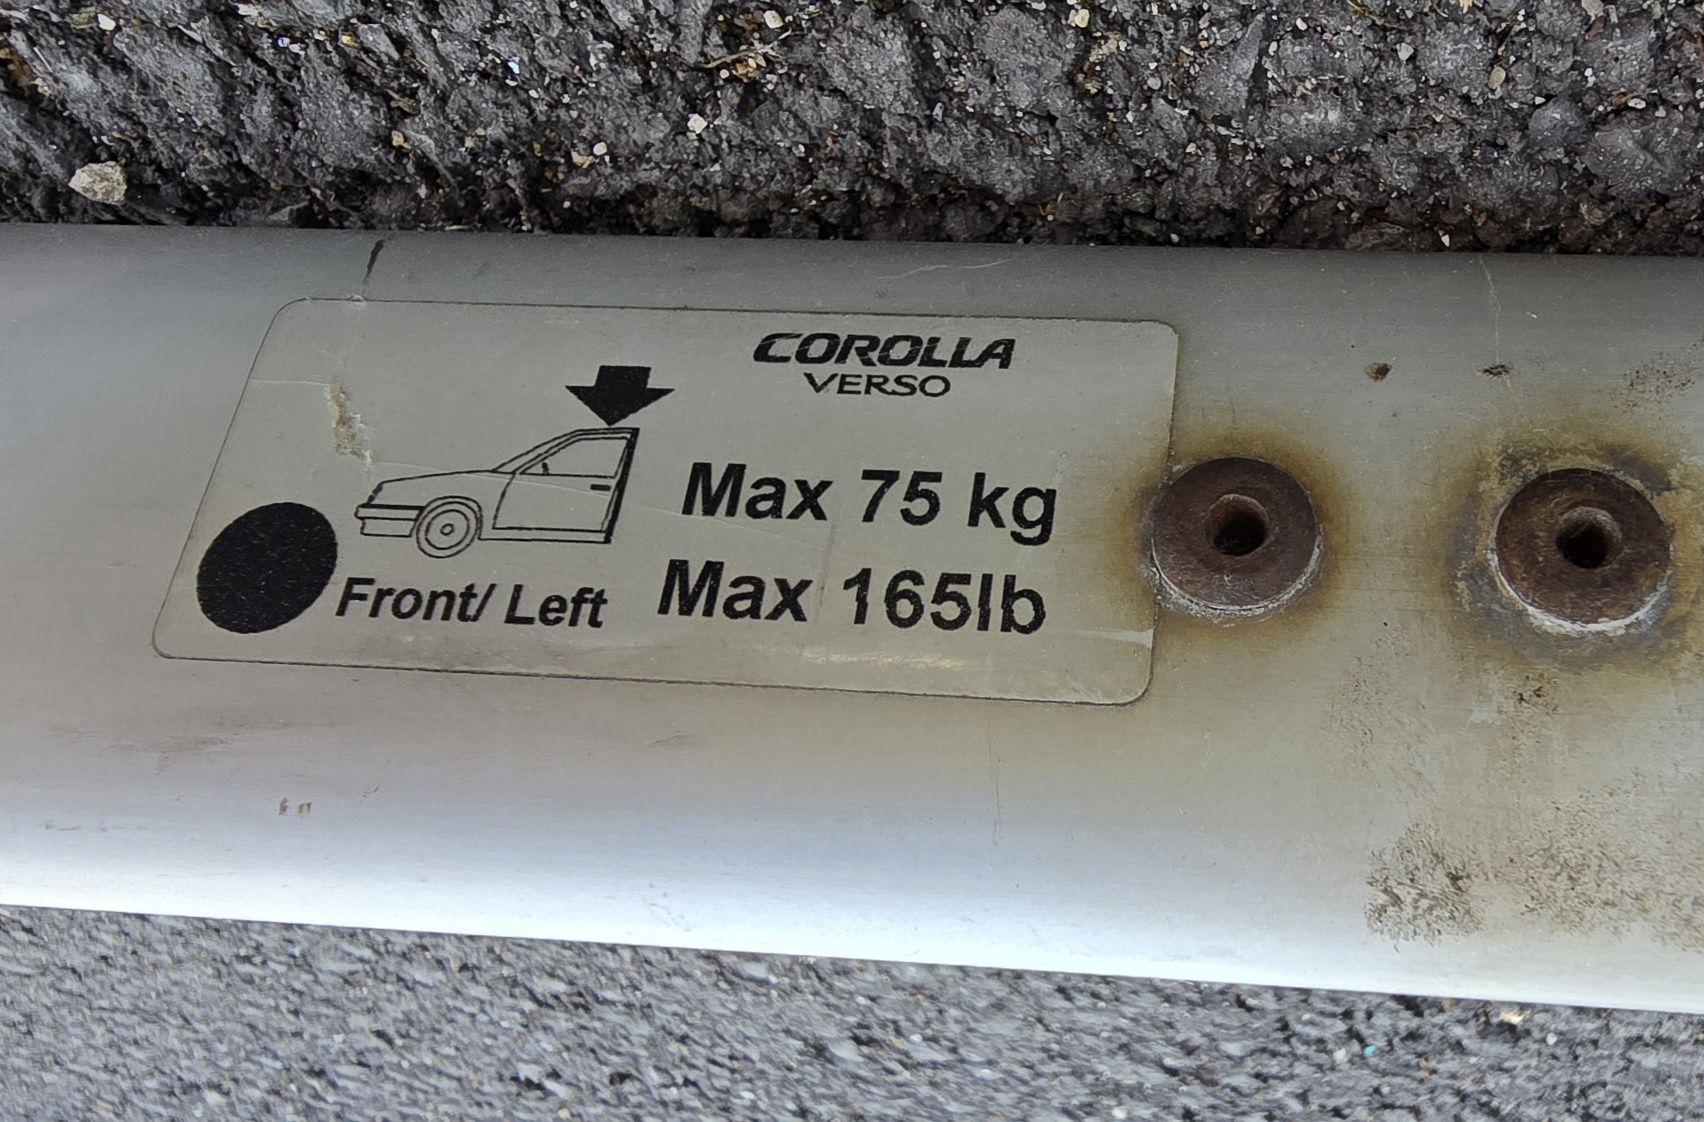 COROLLA
VERSO
Max 75 kg
Max 165lb
Front/ Left